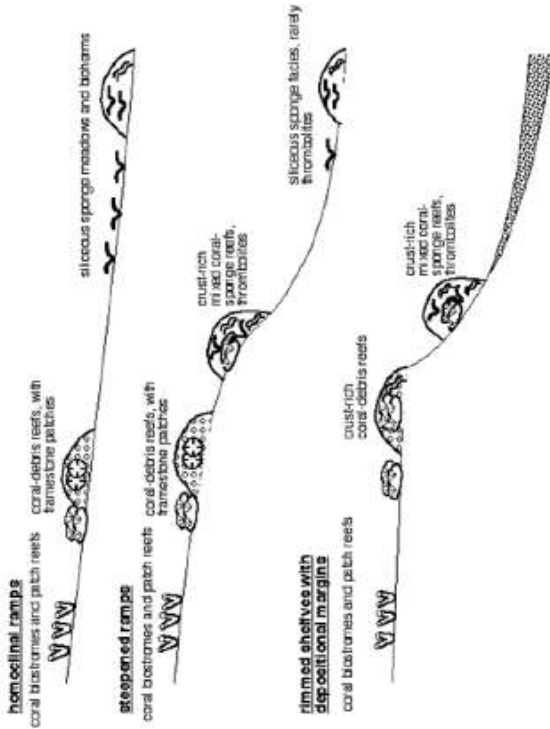 homoclinal ramps
coral biostromes and patch reefs
coral-debris reefs, with
framestone patches
siliceous sponge meadows and bioherms
steepened ramps
coral biostromes and patch reefs
coral-debris reefs, with
framestone patches
crust-rich
mixed coral-
sponge reefs,
thrombolites
siliceous sponge facies, rarely
thrombolites
rimmed shelves with
depositional margins
coral biostromes and patch reefs
crust-rich
coral-debris reefs
crust-rich
mixed coral-
sponge reefs,
thrombolites